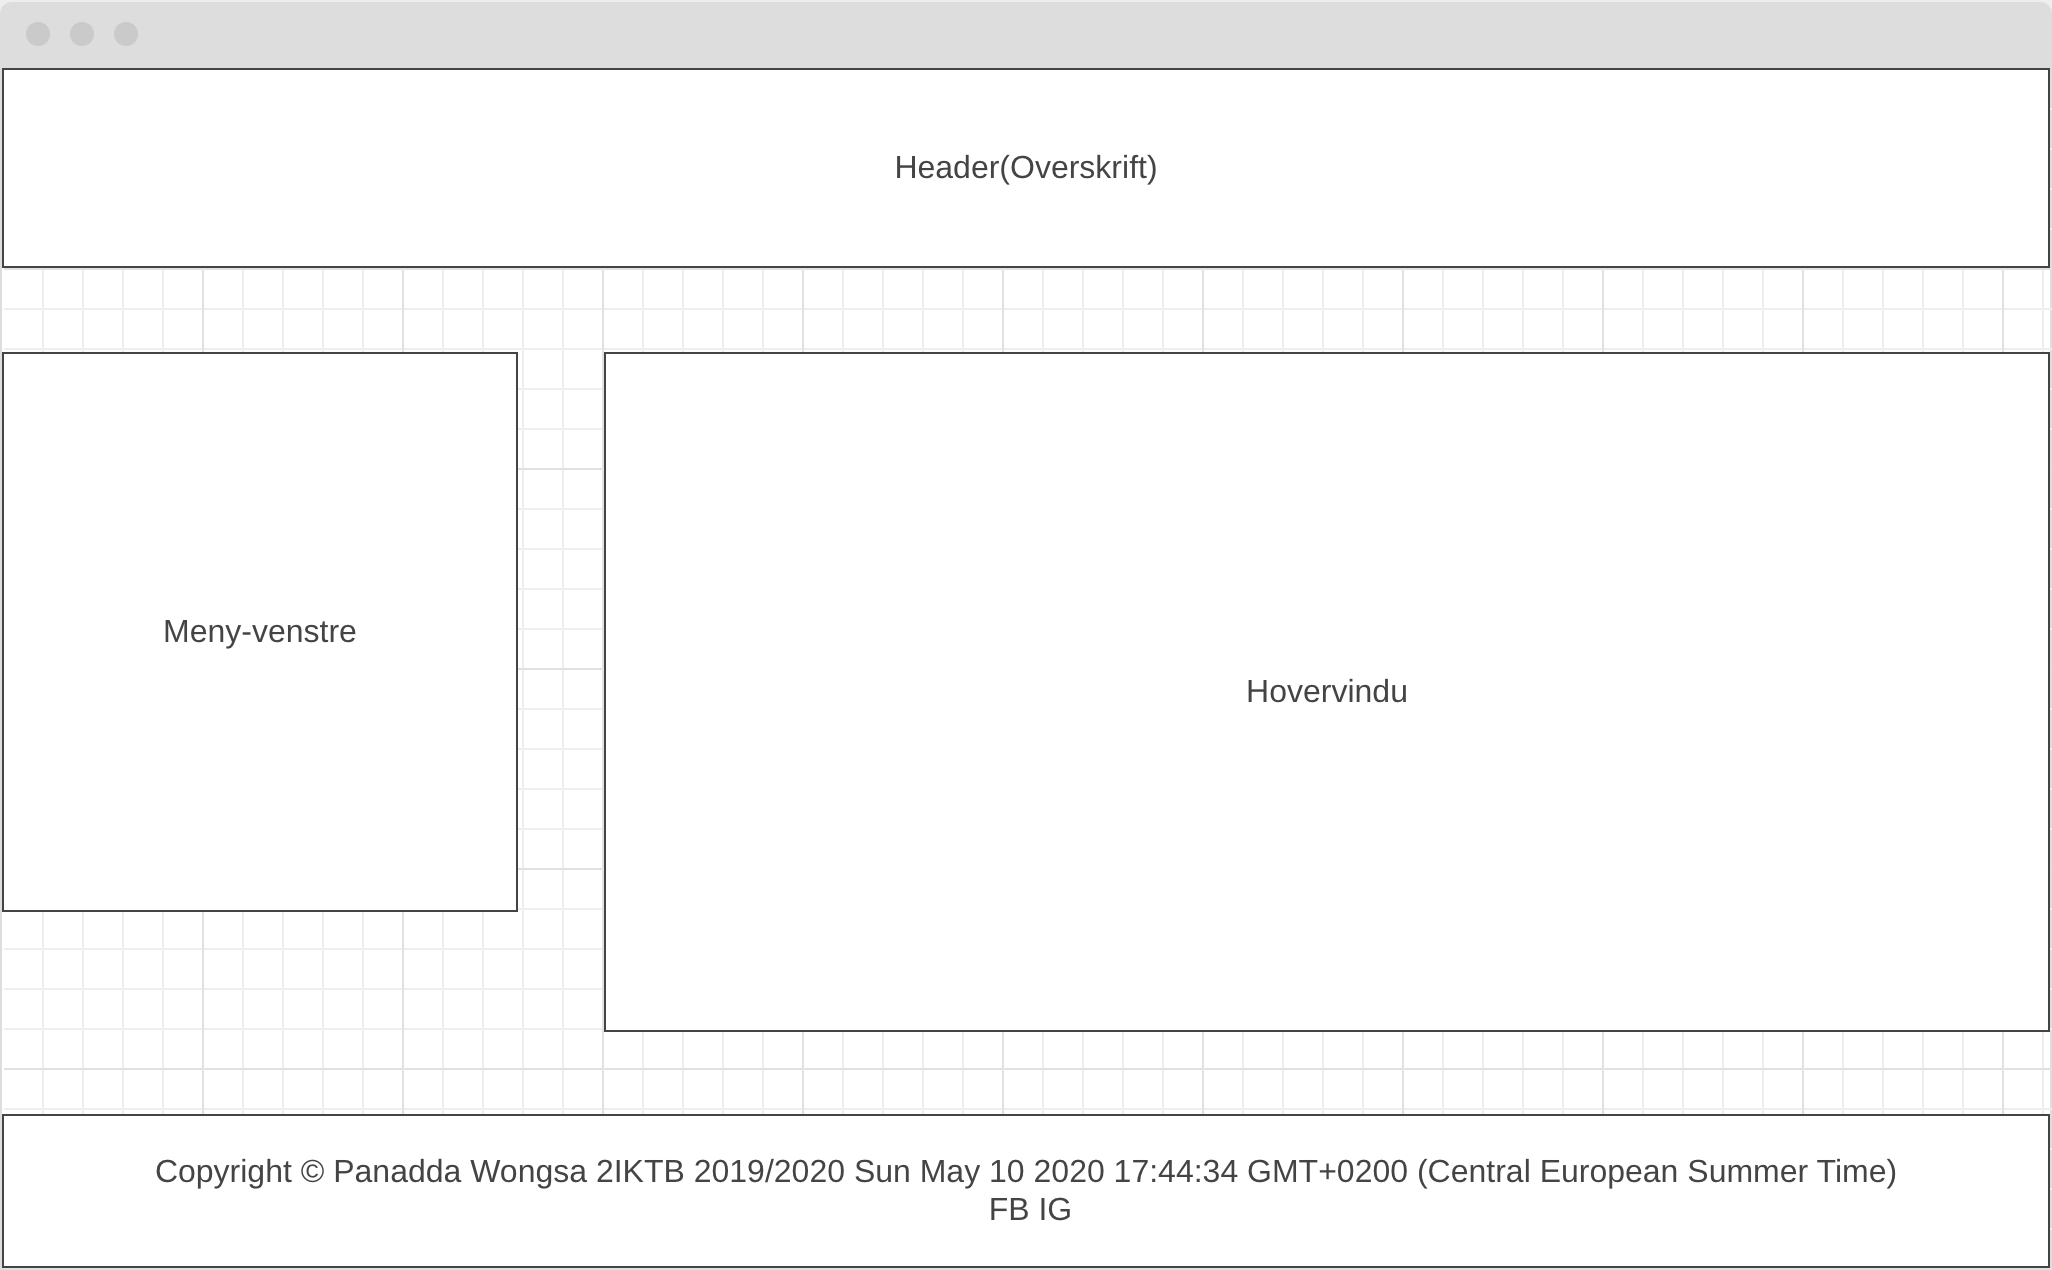 Header(Overskrift)
Meny-venstre
Hovervindu
Copyright © Panadda Wongsa 2IKTB 2019/2020 Sun May 10 2020 17:44:34 GMT+0200 (Central European Summer Time)
FB IG